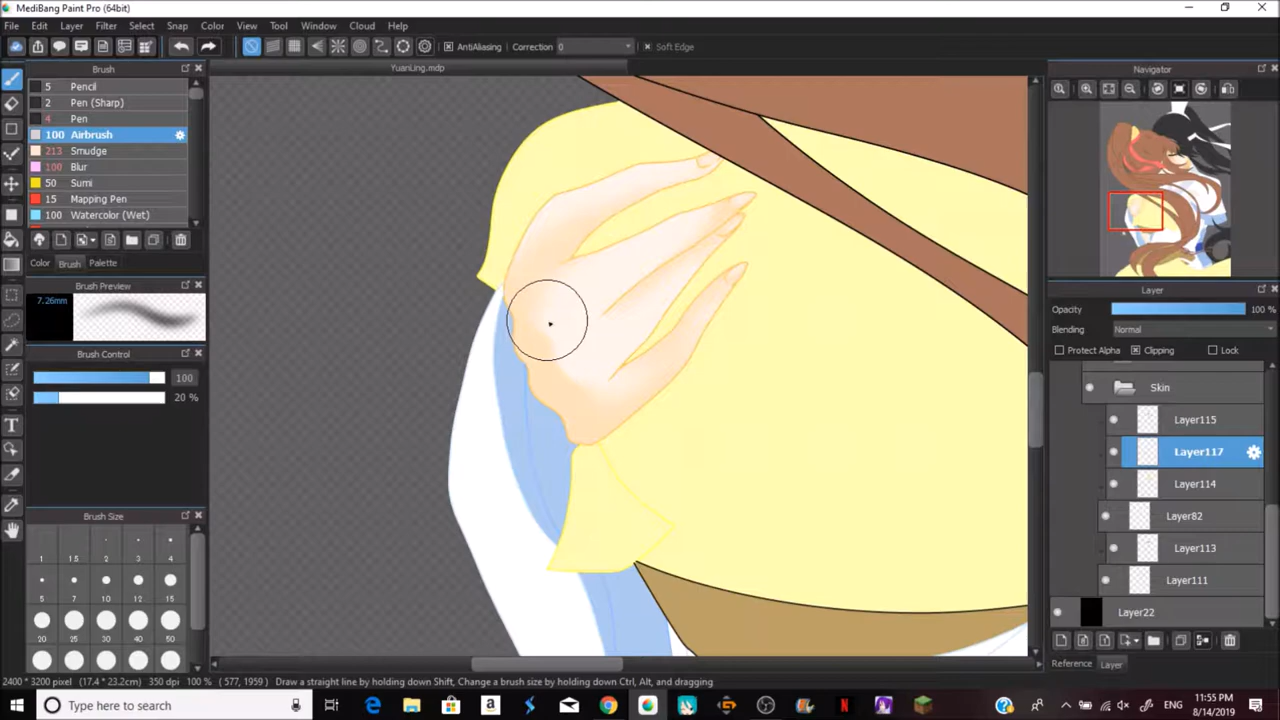 MediBang Paint Pro (64bit)
File Edit Layer Filter Select Snap Color View Tool Window Cloud Help
AntiAliasing Correction 0 Soft Edge
Brush
YuanLing.mdp
Navigator
5 Pencil
2 Pen (Sharp)
4 Pen
100 Airbrush
213 Smudge
100 Blur
50 Sumi
15 Mapping Pen
100 Watercolor (Wet)
Color Brush Palette
Brush Preview
7.26mm
Brush Control
100
20 %
Brush Size
1 1.5 2 3 4
5 7 10 12 15
20 25 30 40 50
Layer
Opacity 100 %
Blending Normal
Protect Alpha Clipping Lock
Skin
Layer115
Layer117
Layer114
Layer82
Layer113
Layer111
Layer22
Reference Layer
2400 * 3200 pixel (17.4 * 23.2cm) 350 dpi 100 % ( 577, 1959 ) Draw a straight line by holding down Shift, Change a brush size by holding down Ctrl, Alt, and dragging
Type here to search
11:55 PM
8/14/2019